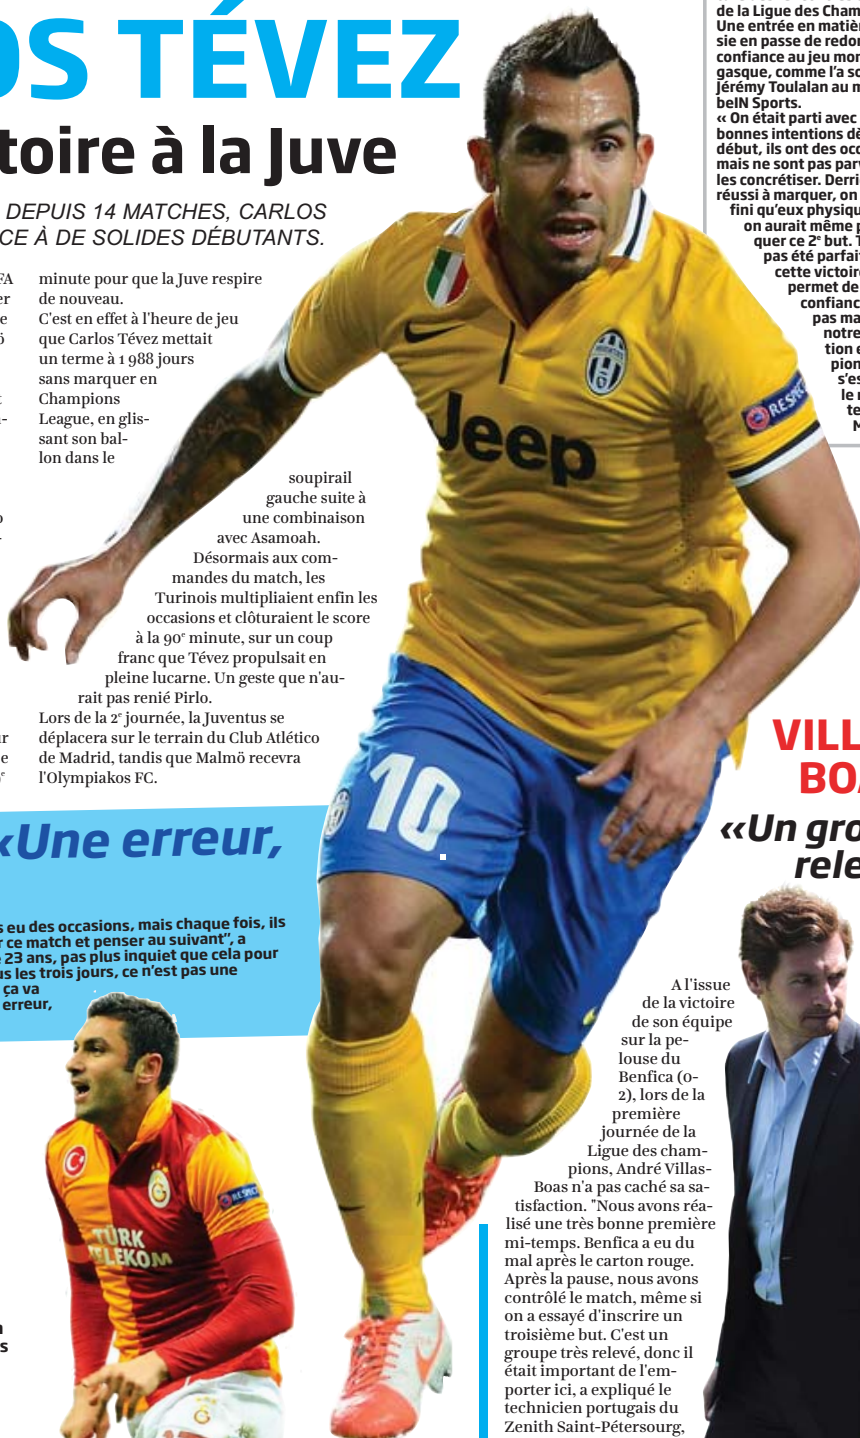 OS TÉVEZ
toire à la Juve
DEPUIS 14 MATCHES, CARLOS
CE À DE SOLIDES DÉBUTANTS.
FA
er
e
ö
t
-
o
-
ur
e
e
minute pour que la Juve respire
de nouveau.
C'est en effet à l'heure de jeu
que Carlos Tévez mettait
un terme à 1 988 jours
sans marquer en
Champions
League, en glis-
sant son bal-
lon dans le
soupirail
gauche suite à
une combinaison
avec Asamoah.
Désormais aux com-
mandes du match, les
Turinois multipliaient enfin les
occasions et clôturaient le score
à la 90e minute, sur un coup
franc que Tévez propulsait en
pleine lucarne. Un geste que n'au-
rait pas renié Pirlo.
Lors de la 2e journée, la Juventus se
déplacera sur le terrain du Club Atlético
de Madrid, tandis que Malmö recevra
l'Olympiakos FC.
de la Ligue des Cham
Une entrée en matièr
sie en passe de redon
confiance au jeu mon
gasque, comme l'a so
Jérémy Toulalan au m
beIN Sports.
« On était parti avec
bonnes intentions dè
début, ils ont des occ
mais ne sont pas parv
les concrétiser. Derri
réussi à marquer, on
fini qu'eux physiqu
on aurait même p
quer ce 2e but. T
pas été parfai
cette victoire
permet de
confianc
pas ma
notre
tion e
pion
s'es
le r
te
M
JUVENTUS
Jeep
RESPECT
10
«Une erreur,
s eu des occasions, mais chaque fois, ils
r ce match et penser au suivant”, a
e 23 ans, pas plus inquiet que cela pour
us les trois jours, ce n'est pas une
ça va
erreur,
RESPECT
TÜRK
TELEKOM
n
s
VILL
BOA
«Un gro
rele
A l'issue
de la victoire
de son équipe
sur la pe-
louse du
Benfica (0-
2), lors de la
première
journée de la
Ligue des cham-
pions, André Villas-
Boas n'a pas caché sa sa-
tisfaction. "Nous avons réa-
lisé une très bonne première
mi-temps. Benfica a eu du
mal après le carton rouge.
Après la pause, nous avons
contrôlé le match, même si
on a essayé d'inscrire un
troisième but. C'est un
groupe très relevé, donc il
était important de l'em-
porter ici, a expliqué le
technicien portugais du
Zenith Saint-Pétersourg,